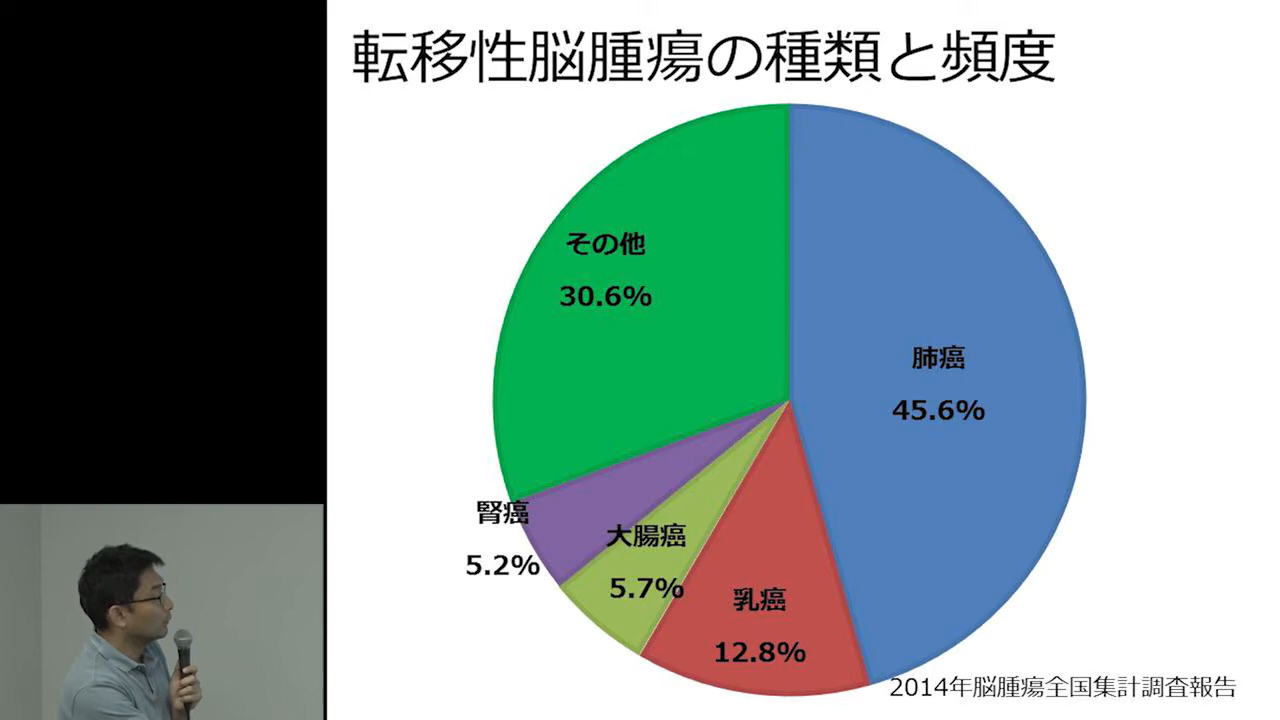 転移性脳腫瘍の種類と頻度
その他
30.6%
肺癌
45.6%
腎癌
5.2%
大腸癌
5.7%
乳癌
12.8%
2014年脳腫瘍全国集計調査報告